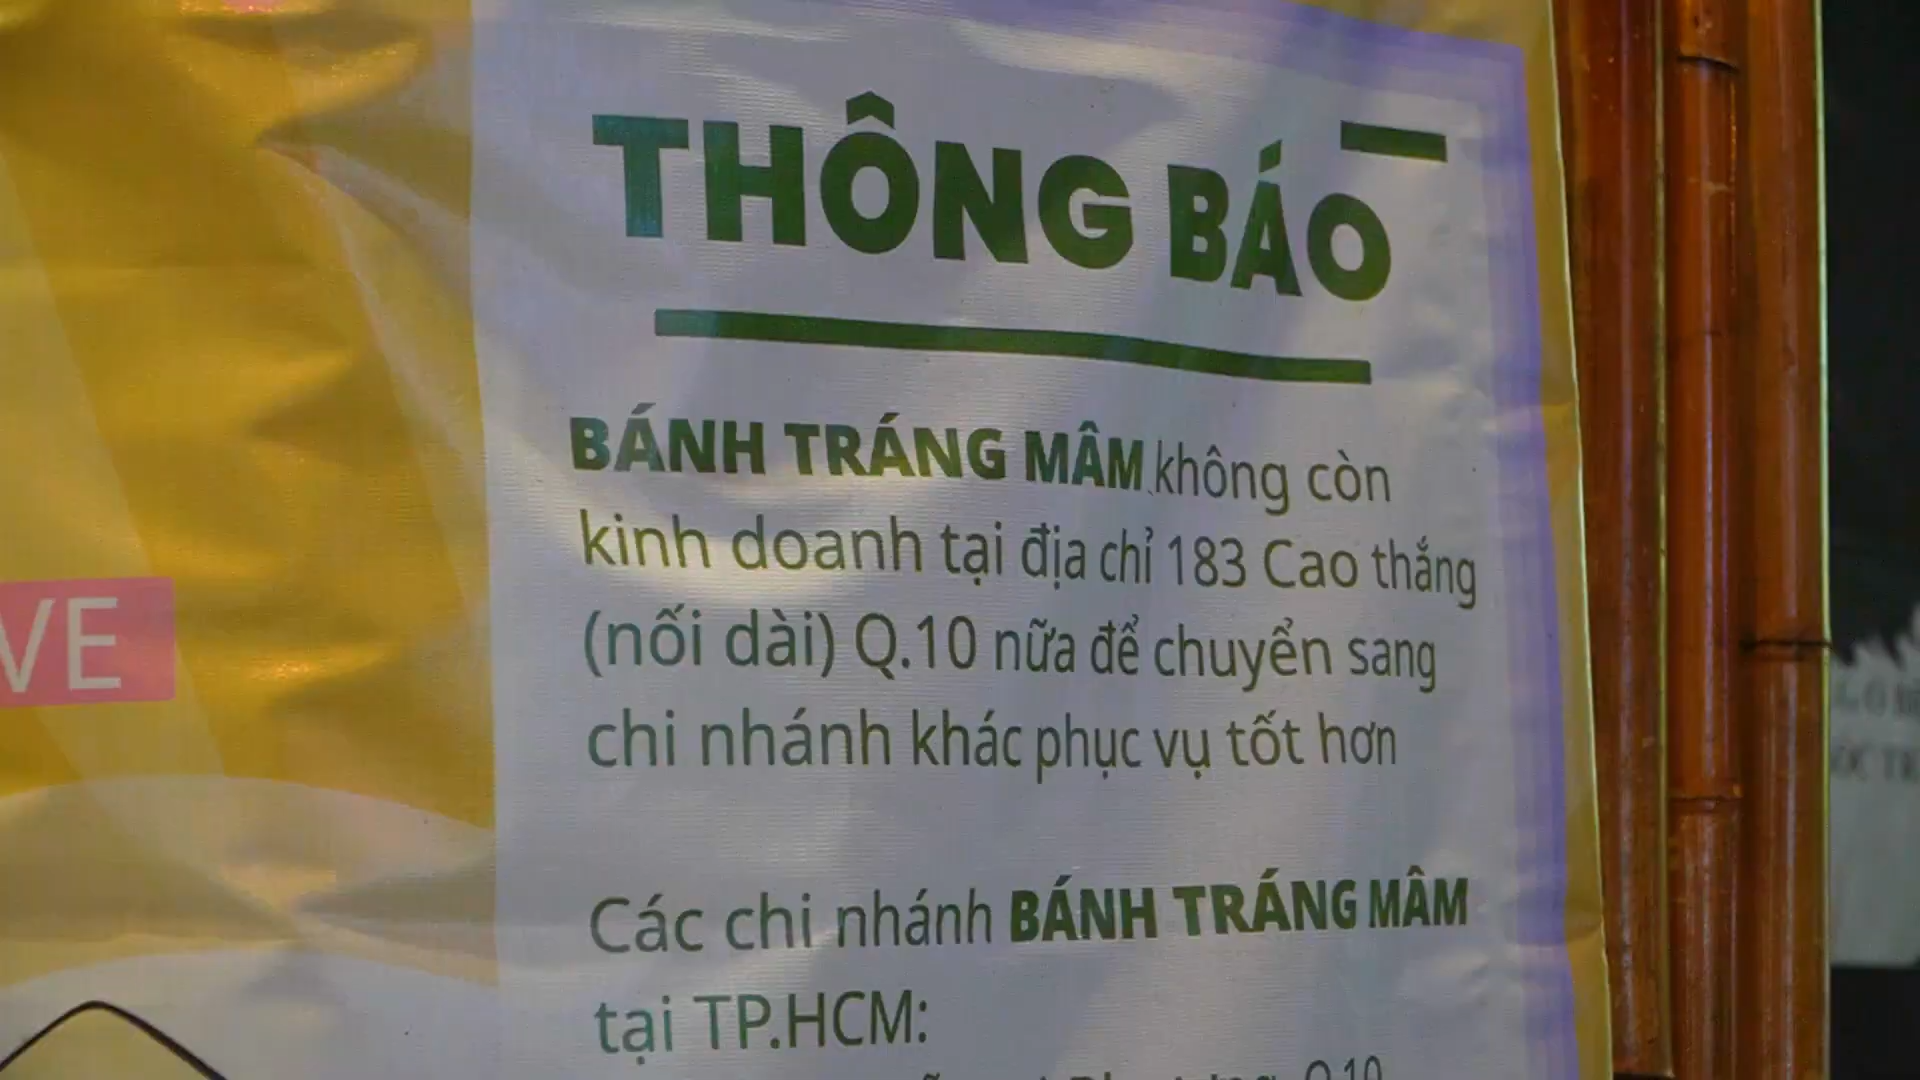 THÔNG BÁO
BÁNH TRÁNG MÂM không còn
kinh doanh tại địa chỉ 183 Cao thắng
(nối dài) Q.10 nữa để chuyển sang
chi nhánh khác phục vụ tốt hơn
Các chi nhánh BÁNH TRÁNG MÂM
tại TP.HCM:
Q.10
VE